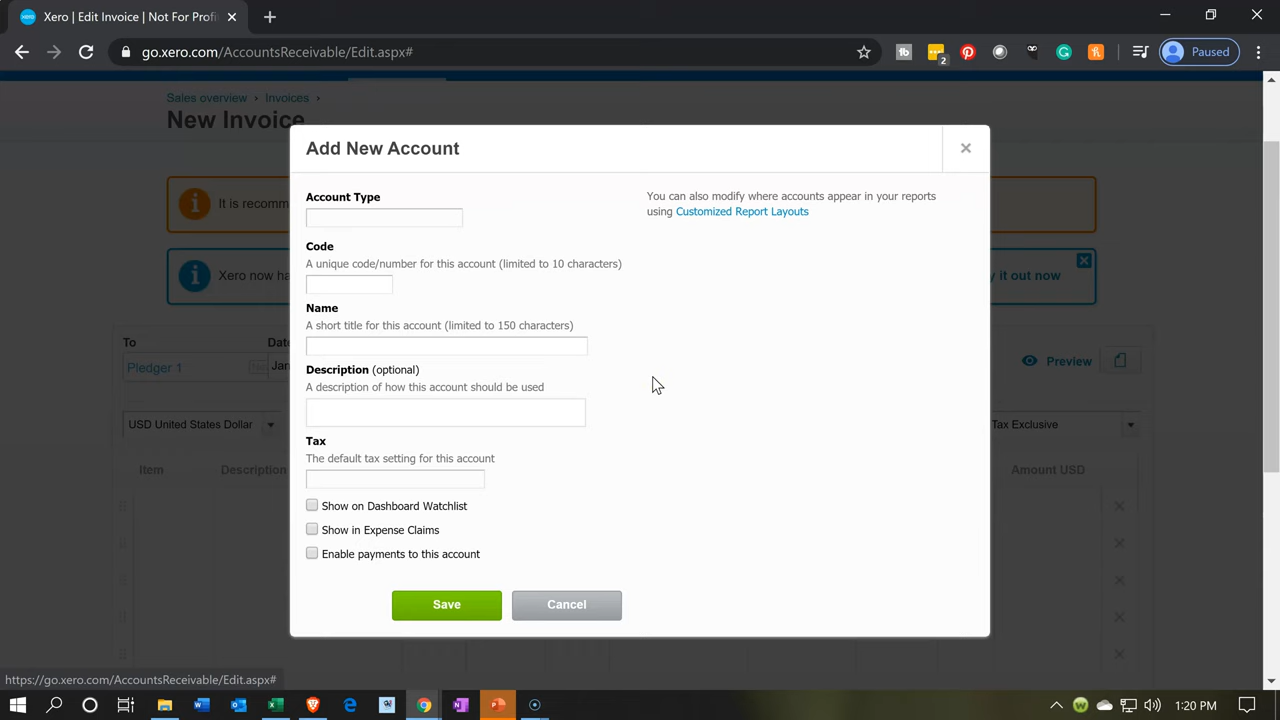 Xero | Edit Invoice | Not For Profi
go.xero.com/AccountsReceivable/Edit.aspx#
2
Paused
Sales overview › Invoices ›
New Invoice
Add New Account
Account Type
You can also modify where accounts appear in your reports
using Customized Report Layouts
It is recomm
Code
A unique code/number for this account (limited to 10 characters)
Xero now ha
y it out now
Name
A short title for this account (limited to 150 characters)
To
Date
Pledger 1
Jan
Preview
Description (optional)
A description of how this account should be used
USD United States Dollar
Tax Exclusive
Tax
The default tax setting for this account
Item
Description
Amount USD
Show on Dashboard Watchlist
Show in Expense Claims
Enable payments to this account
Save
Cancel
https://go.xero.com/AccountsReceivable/Edit.aspx#
1:20 PM